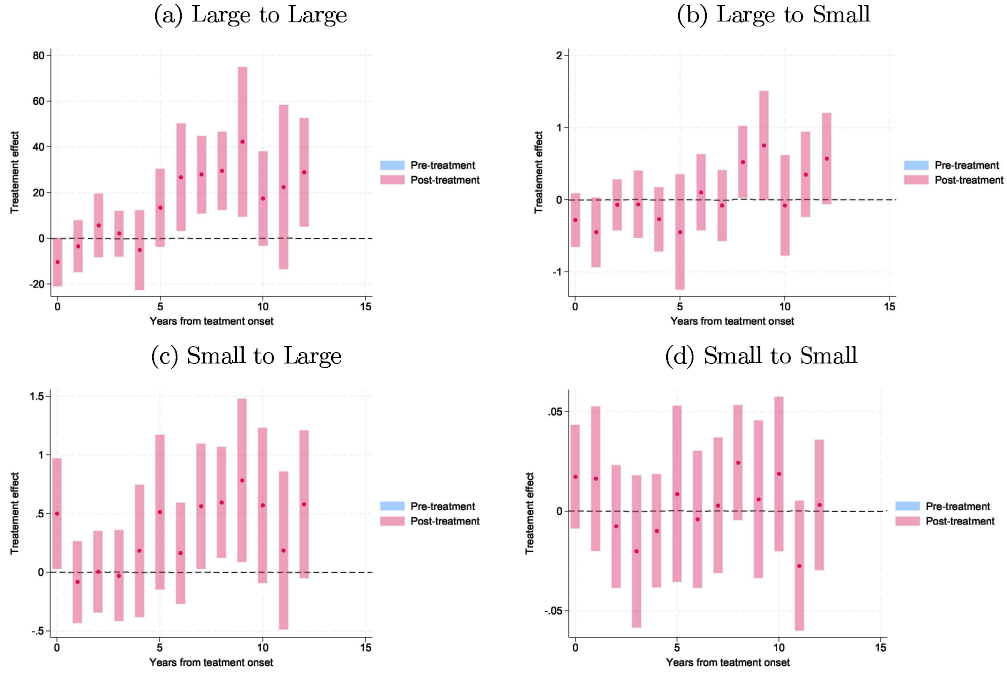 (a) Large to Large
80
60
40
20
0
-20
0 5 10 15
Treatement effect
Years from teatment onset
Pre-treatment
Post-treatment
(b) Large to Small
2
1
0
-1
0 5 10 15
Treatement effect
Years from teatment onset
Pre-treatment
Post-treatment
(c) Small to Large
1.5
1
.5
0
-.5
0 5 10 15
Treatement effect
Years from teatment onset
Pre-treatment
Post-treatment
(d) Small to Small
.05
0
-.05
0 5 10 15
Treatement effect
Years from teatment onset
Pre-treatment
Post-treatment